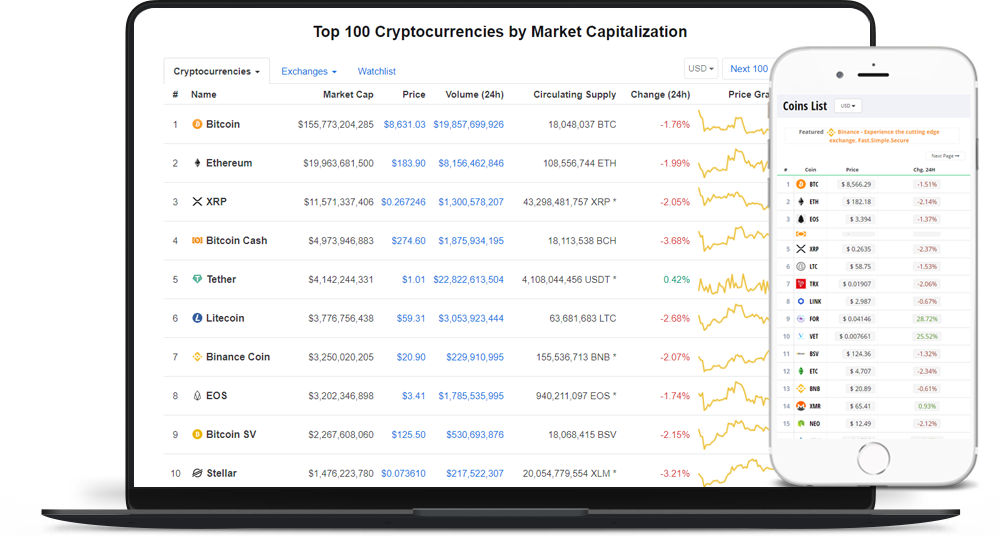 Top 100 Cryptocurrencies by Market Capitalization
Cryptocurrencies Exchanges Watchlist USD Next 100
# Name Market Cap Price Volume (24h) Circulating Supply Change (24h) Price Gra
1 Bitcoin $155,773,204,285 $8,631.03 $19,857,699,926 18,048,037 BTC -1.76%
2 Ethereum $19,963,681,500 $183.90 $8,156,462,846 108,556,744 ETH -1.99%
3 XRP $11,571,337,406 $0.267246 $1,300,578,207 43,298,481,757 XRP * -2.05%
4 Bitcoin Cash $4,973,946,883 $274.60 $1,875,934,195 18,113,538 BCH -3.68%
5 Tether $4,142,244,331 $1.01 $22,822,613,504 4,108,044,456 USDT * 0.42%
6 Litecoin $3,776,756,438 $59.31 $3,053,923,444 63,681,683 LTC -2.68%
7 Binance Coin $3,250,020,205 $20.90 $229,910,995 155,536,713 BNB * -2.07%
8 EOS $3,202,346,898 $3.41 $1,785,535,995 940,211,097 EOS * -1.74%
9 Bitcoin SV $2,267,608,060 $125.50 $530,693,876 18,068,415 BSV -2.15%
10 Stellar $1,476,223,780 $0.073610 $217,522,307 20,054,779,554 XLM * -3.21%
Coins List USD
Featured Binance - Experience the cutting edge
exchange. Fast.Simple.Secure
Next Page
# Coin Price Chg. 24H
1 BTC $ 8,566.29 -1.51%
2 ETH $ 182.18 -2.14%
3 EOS $ 3.394 -1.37%
5 XRP $ 0.2635 -2.37%
6 LTC $ 58.75 -1.53%
7 TRX $ 0.01907 -2.06%
8 LINK $ 2.987 -0.67%
9 FOR $ 0.04146 28.72%
10 VET $ 0.007661 25.52%
11 BSV $ 124.36 -1.32%
12 ETC $ 4.707 -2.34%
13 BNB $ 20.89 -0.61%
14 XMR $ 65.41 0.93%
15 NEO $ 12.49 -2.12%